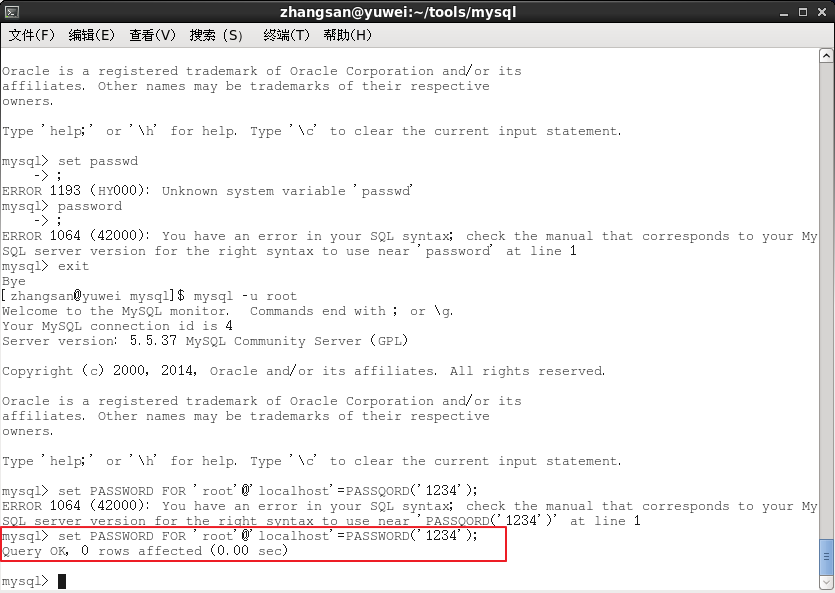 zhangsan@yuwei:~/tools/mysql
文件(F) 编辑(E) 查看(V) 搜索 (S) 终端(T) 帮助(H)
Oracle is a registered trademark of Oracle Corporation and/or its
affiliates. Other names may be trademarks of their respective
owners.
Type 'help;' or '\h' for help. Type '\c' to clear the current input statement.
mysql> set passwd
    -> ;
ERROR 1193 (HY000): Unknown system variable 'passwd'
mysql> password
    -> ;
ERROR 1064 (42000): You have an error in your SQL syntax; check the manual that corresponds to your My
SQL server version for the right syntax to use near 'password' at line 1
mysql> exit
Bye
[zhangsan@yuwei mysql]$ mysql -u root
Welcome to the MySQL monitor.  Commands end with ; or \g.
Your MySQL connection id is 4
Server version: 5.5.37 MySQL Community Server (GPL)
Copyright (c) 2000, 2014, Oracle and/or its affiliates. All rights reserved.
Oracle is a registered trademark of Oracle Corporation and/or its
affiliates. Other names may be trademarks of their respective
owners.
Type 'help;' or '\h' for help. Type '\c' to clear the current input statement.
mysql> set PASSWORD FOR 'root'@'localhost'=PASSQORD('1234');
ERROR 1064 (42000): You have an error in your SQL syntax; check the manual that corresponds to your My
SQL server version for the right syntax to use near 'PASSQORD('1234')' at line 1
mysql> set PASSWORD FOR 'root'@'localhost'=PASSWORD('1234');
Query OK, 0 rows affected (0.00 sec)
mysql>